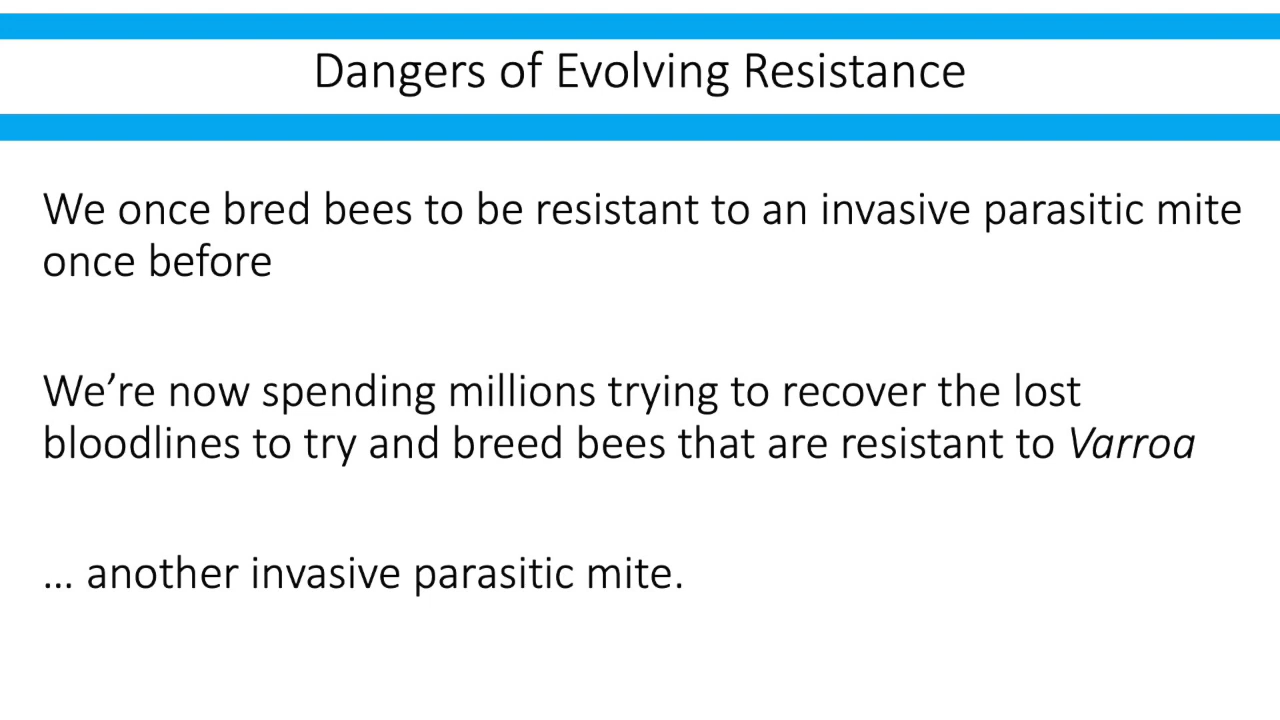 Dangers of Evolving Resistance
We once bred bees to be resistant to an invasive parasitic mite
once before
We’re now spending millions trying to recover the lost
bloodlines to try and breed bees that are resistant to Varroa
... another invasive parasitic mite.